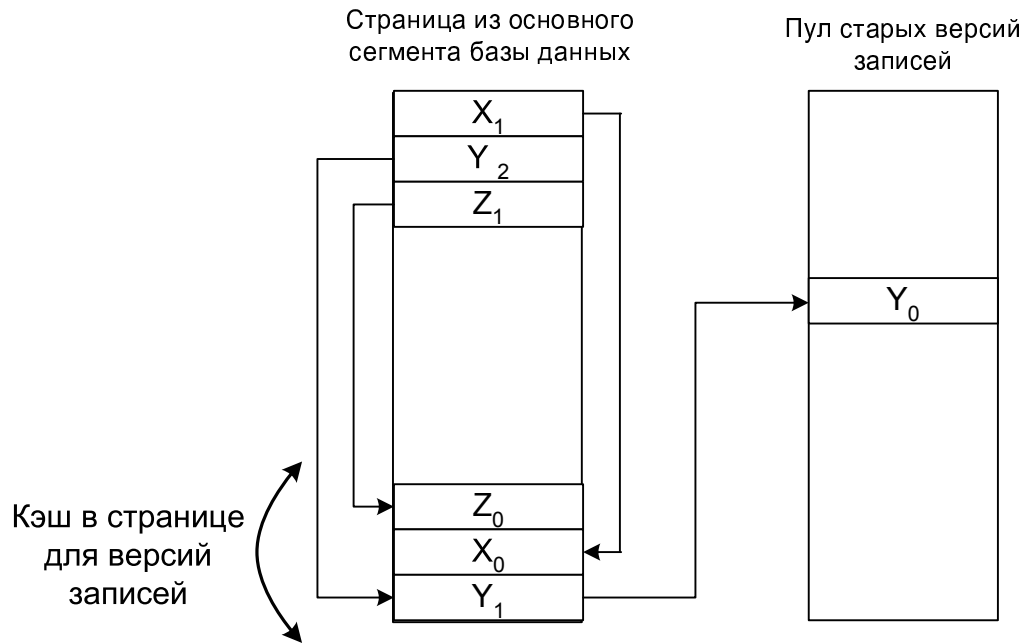 Страница из основного
сегмента базы данных
Пул старых версий
записей
X1
Y 2
Z1
Y0
Кэш в странице
для версий
записей
Z0
X0
Y1